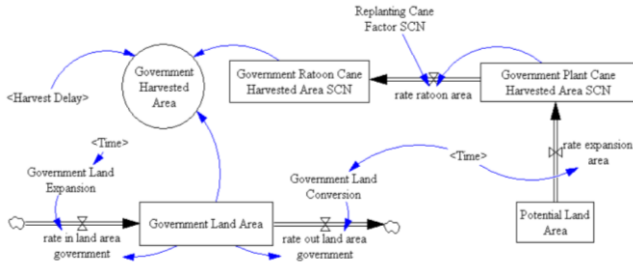 Replanting Cane
Factor SCN
Government
Harvested
Area
Government Ratoon Cane
Harvested Area SCN
rate ratoon area
Government Plant Cane
Harvested Area SCN
<Harvest Delay>
<Time>
Government Land
Expansion
<Time>
rate expansion
area
Government Land
Conversion
Government Land Area
rate in land area
government
rate out land area
government
Potential Land
Area